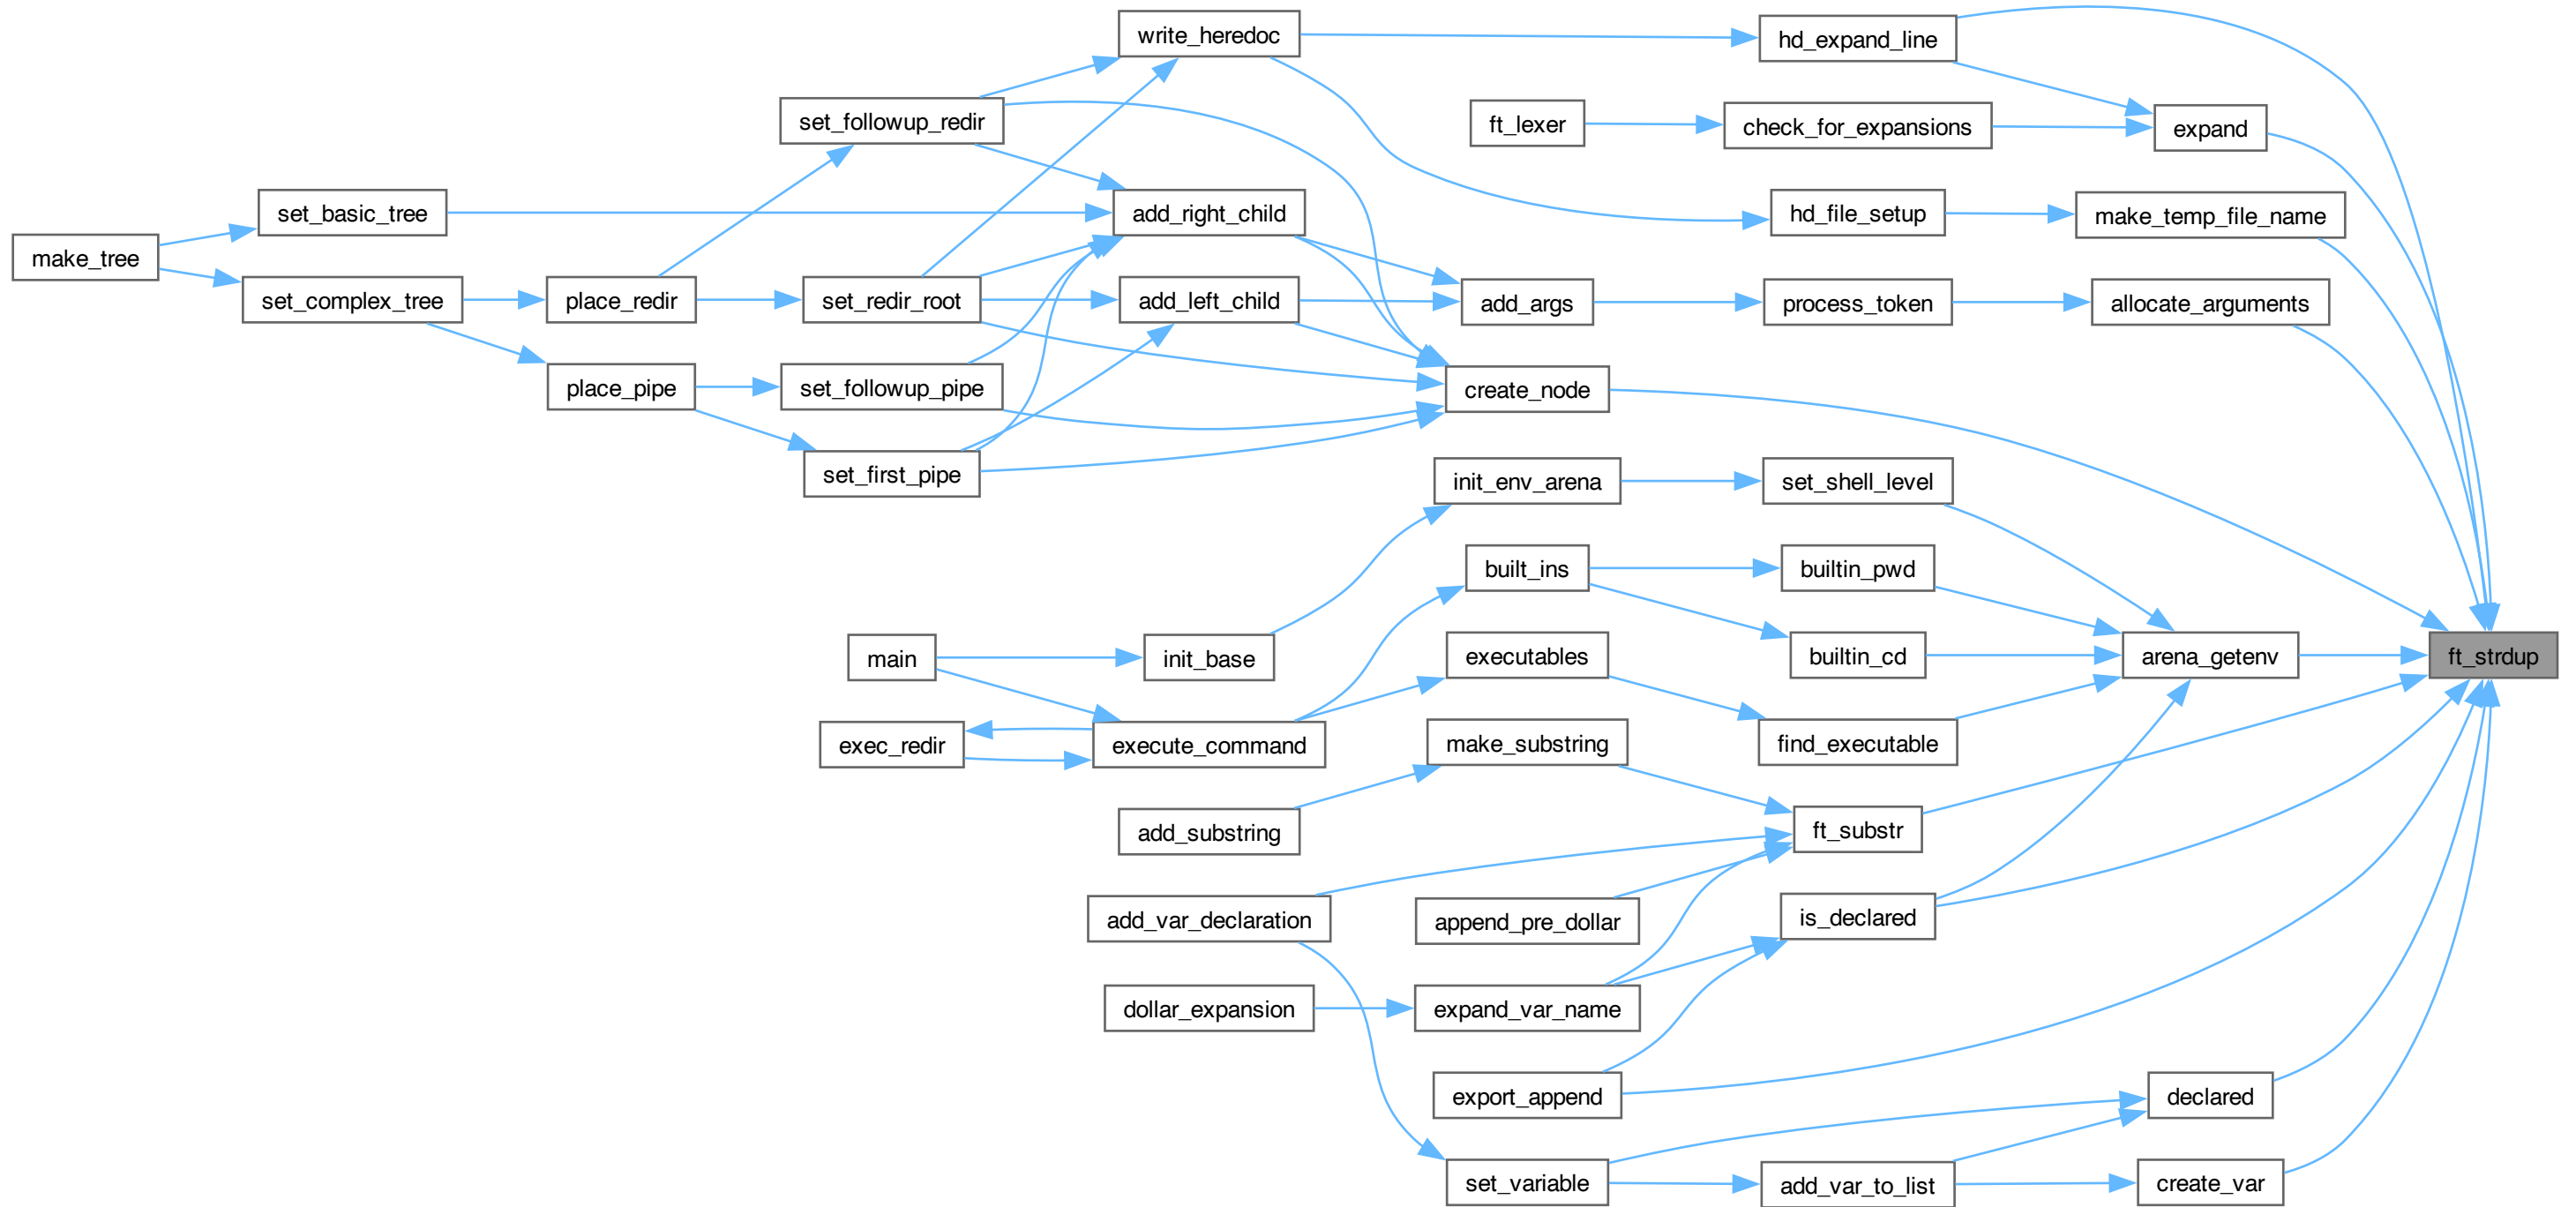 write_heredoc
hd_expand_line
set_followup_redir
ft_lexer
check_for_expansions
expand
set_basic_tree
add_right_child
hd_file_setup
make_temp_file_name
make_tree
set_complex_tree
place_redir
set_redir_root
add_left_child
add_args
process_token
allocate_arguments
place_pipe
set_followup_pipe
create_node
set_first_pipe
init_env_arena
set_shell_level
built_ins
builtin_pwd
main
init_base
executables
builtin_cd
arena_getenv
ft_strdup
exec_redir
execute_command
make_substring
find_executable
add_substring
ft_substr
add_var_declaration
append_pre_dollar
is_declared
dollar_expansion
expand_var_name
export_append
declared
set_variable
add_var_to_list
create_var